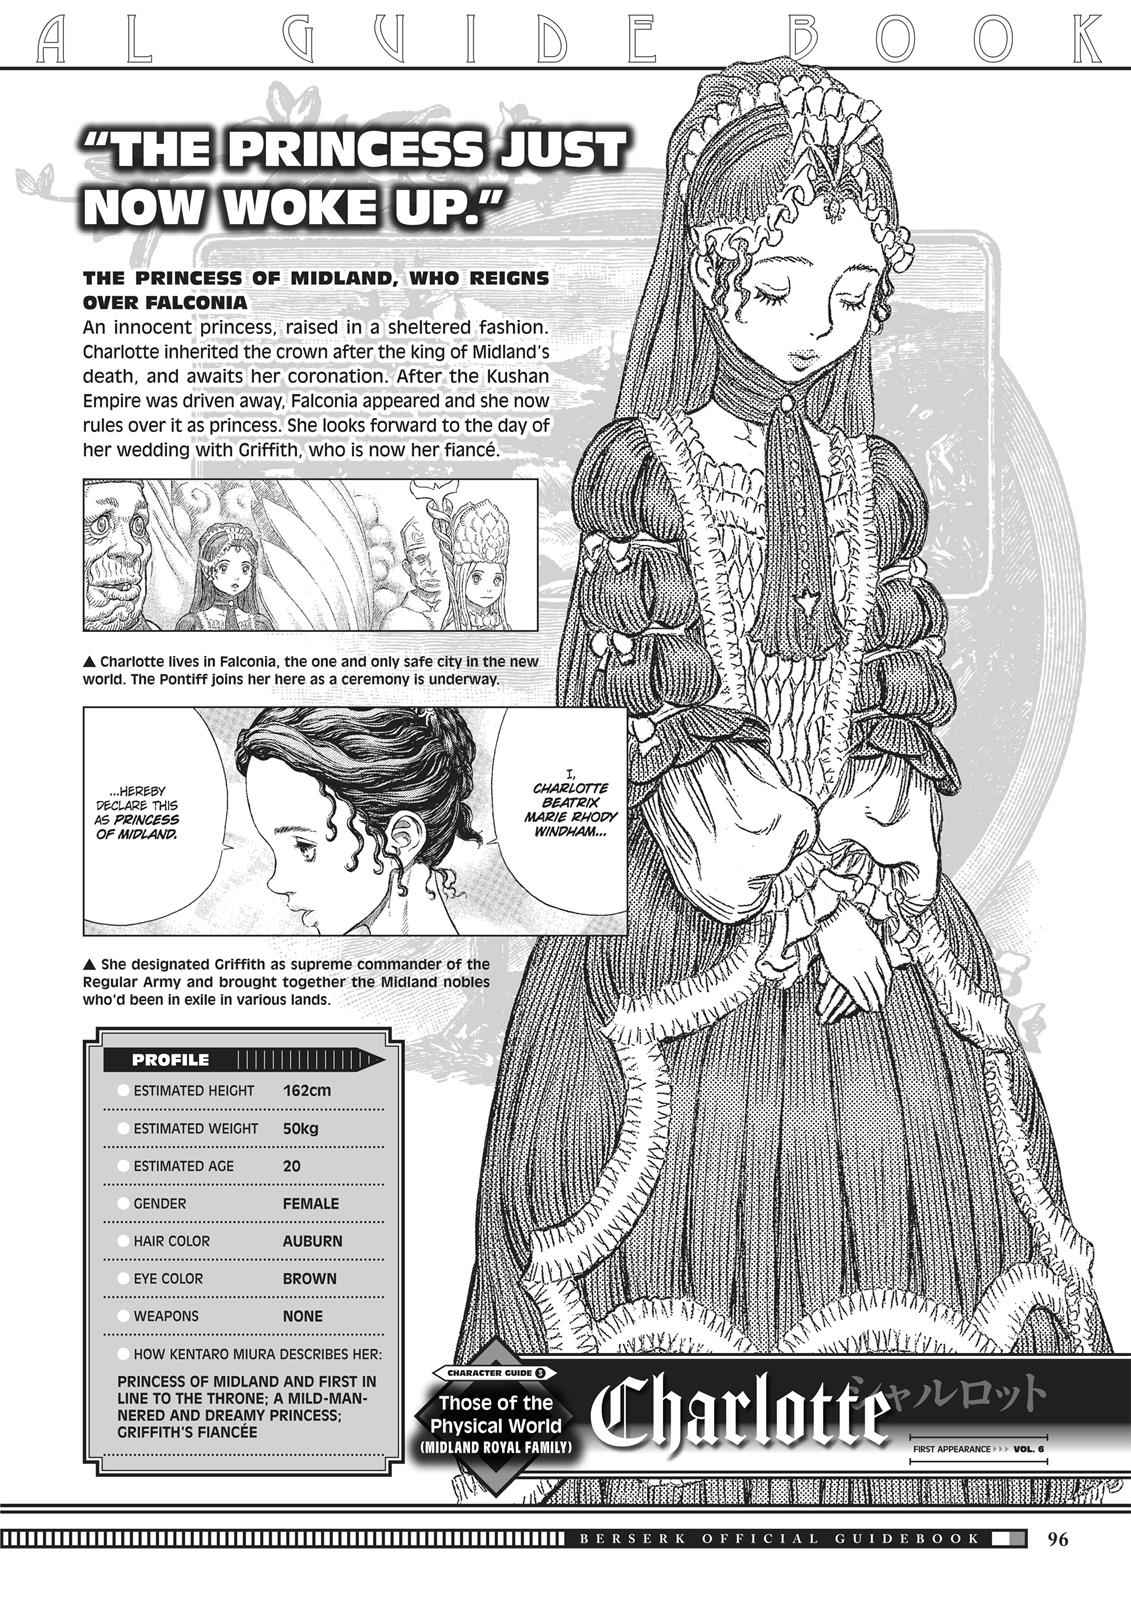 AL GUIDE BOOK
“THE PRINCESS JUST
NOW WOKE UP.”
THE PRINCESS OF MIDLAND, WHO REIGNS
OVER FALCONIA
An innocent princess, raised in a sheltered fashion.
Charlotte inherited the crown after the king of Midland's
death, and awaits her coronation. After the Kushan
Empire was driven away, Falconia appeared and she now
rules over it as princess. She looks forward to the day of
her wedding with Griffith, who is now her fiancé.
▲ Charlotte lives in Falconia, the one and only safe city in the new
world. The Pontiff joins her here as a ceremony is underway.
I,
CHARLOTTE
BEATRIX
MARIE RHODY
WINDHAM...
...HEREBY
DECLARE THIS
AS PRINCESS
OF MIDLAND.
▲ She designated Griffith as supreme commander of the
Regular Army and brought together the Midland nobles
who'd been in exile in various lands.
PROFILE
ESTIMATED HEIGHT 162cm
ESTIMATED WEIGHT 50kg
ESTIMATED AGE 20
GENDER FEMALE
HAIR COLOR AUBURN
EYE COLOR BROWN
WEAPONS NONE
HOW KENTARO MIURA DESCRIBES HER:
PRINCESS OF MIDLAND AND FIRST IN
LINE TO THE THRONE; A MILD-MAN-
NERED AND DREAMY PRINCESS;
GRIFFITH'S FIANCÉE
CHARACTER GUIDE 3
Those of the
Physical World
(MIDLAND ROYAL FAMILY)
シャルロット
Charlotte
FIRST APPEARANCE VOL. 6
BERSERK OFFICIAL GUIDEBOOK 96